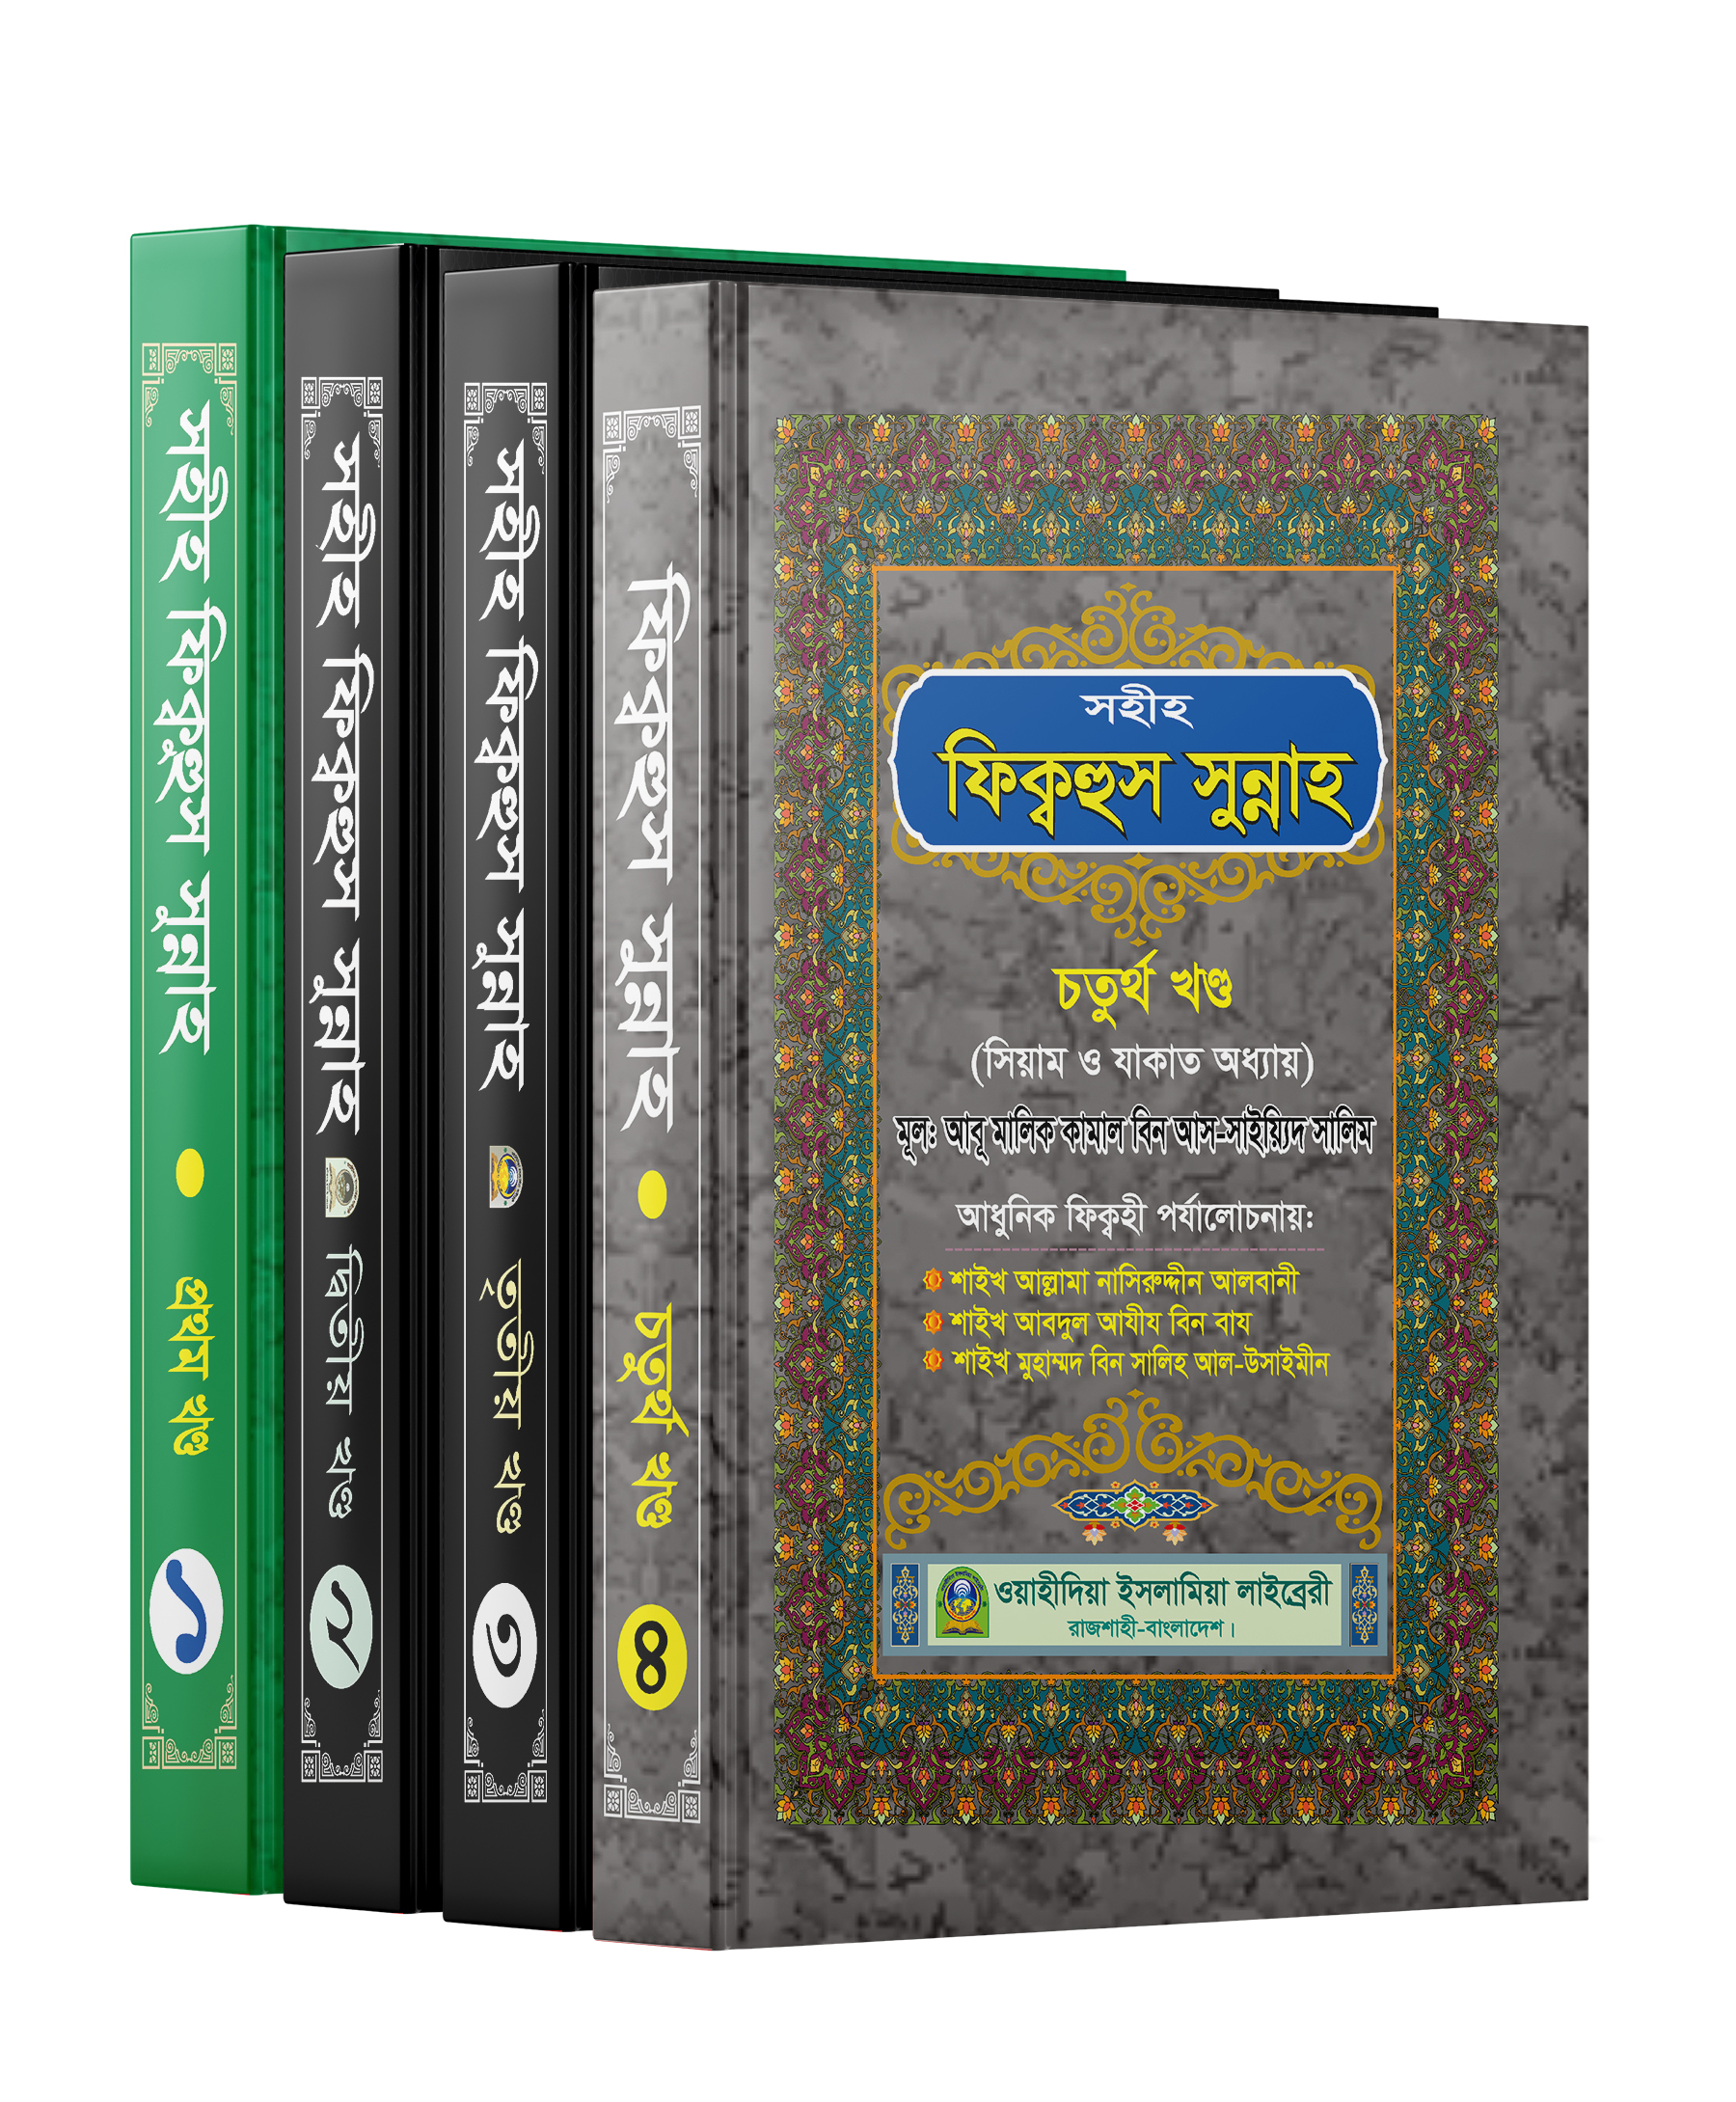 সহীহ ফিক্বহুস সুন্নাহ
প্রথম খণ্ড
১
সহীহ ফিক্বহুস সুন্নাহ
দ্বিতীয় খণ্ড
২
সহীহ ফিক্বহুস সুন্নাহ
তৃতীয় খণ্ড
৩
ফিক্বহুস সুন্নাহ
চতুর্থ খণ্ড
৪
সহীহ
ফিক্বহুস সুন্নাহ
চতুর্থ খণ্ড
(সিয়াম ও যাকাত অধ্যায়)
মূল: আবূ মালিক কামাল বিন আস-সাইয়্যিদ সালিম
আধুনিক ফিক্বহী পর্যালোচনায়:
শাইখ আল্লামা নাসিরুদ্দীন আলবানী
শাইখ আবদুল আযীয বিন বায
শাইখ মুহাম্মদ বিন সালিহ আল-উসাইমীন
ওয়াহীদিয়া ইসলামিয়া লাইব্রেরী
রাজশাহী-বাংলাদেশ।